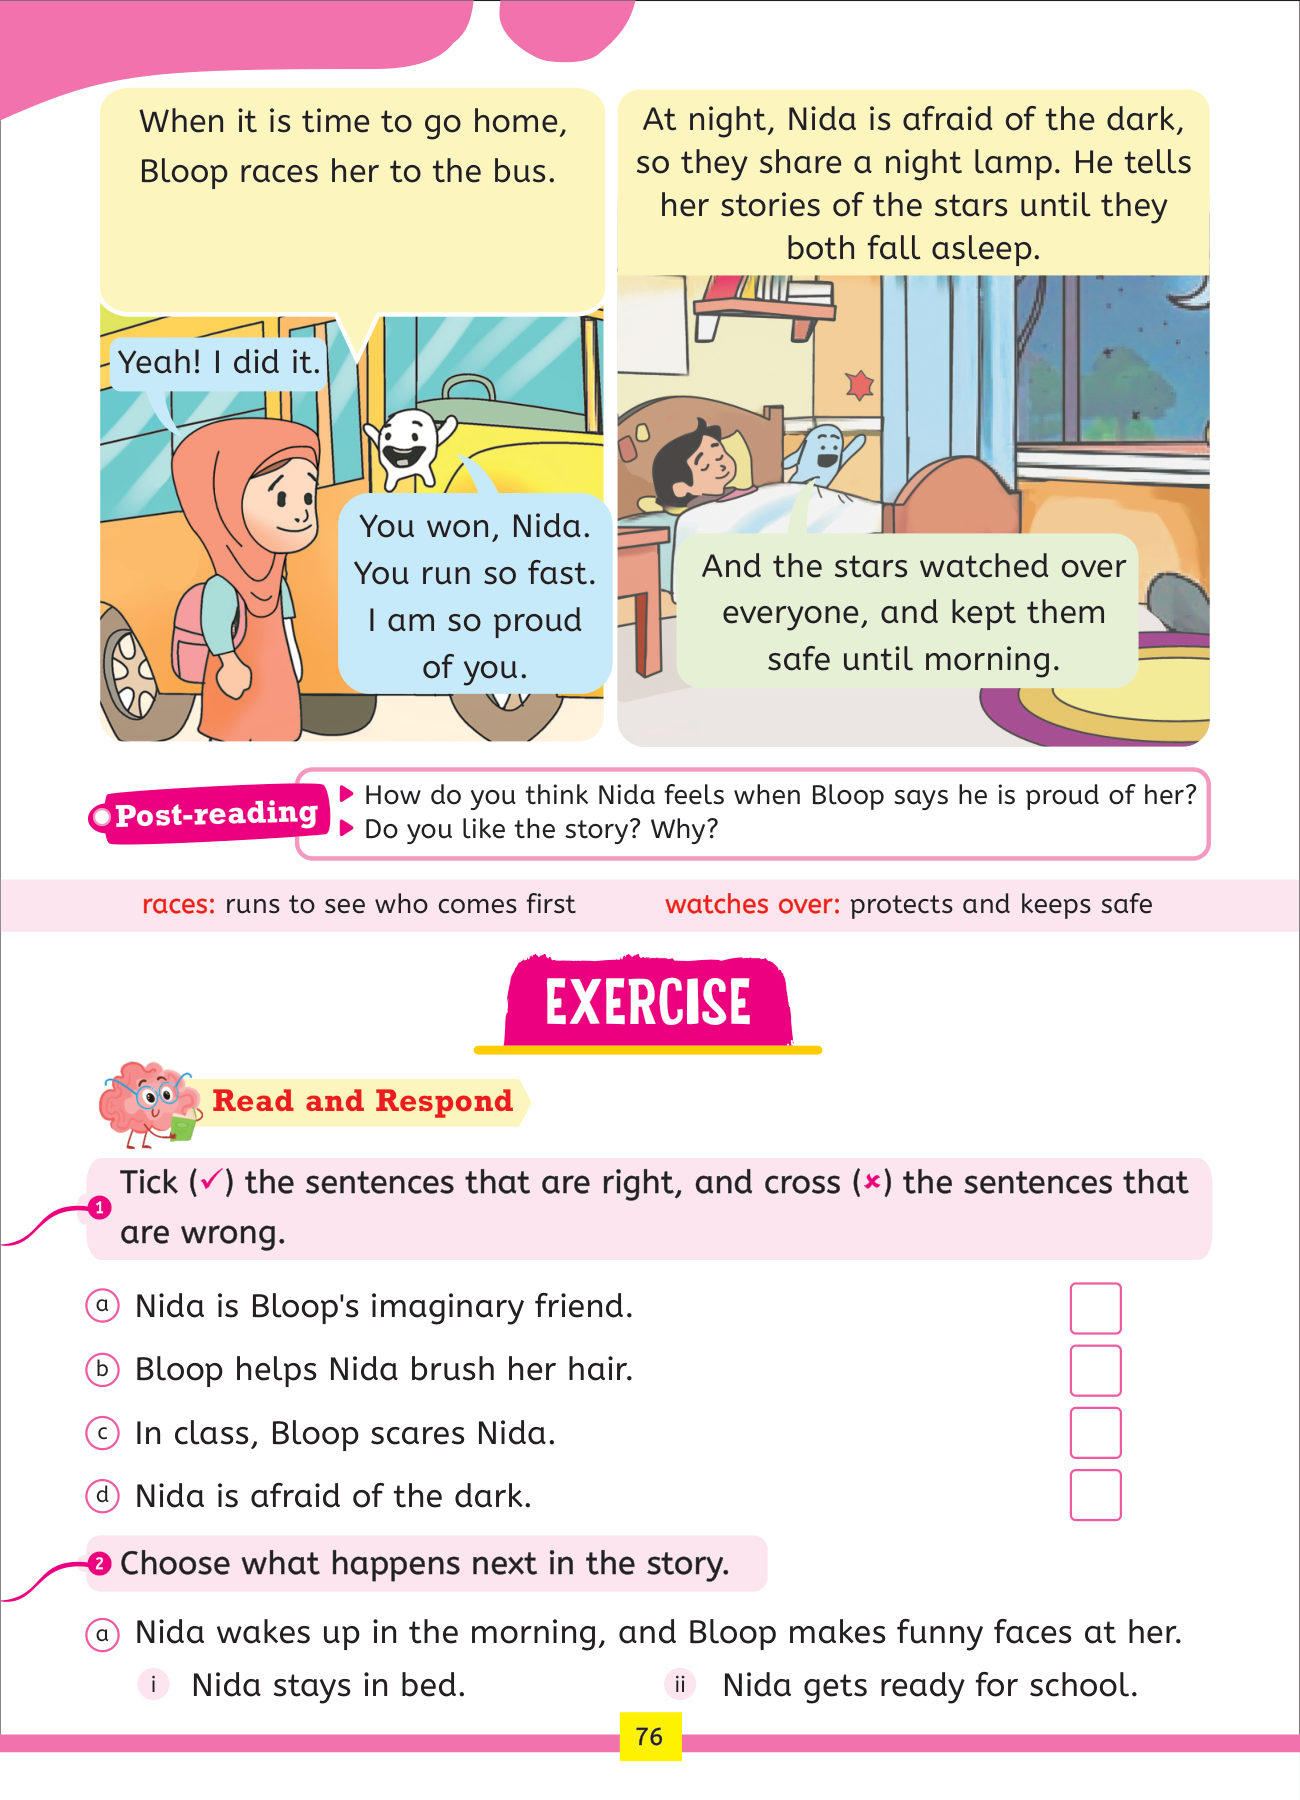 When it is time to go home,
Bloop races her to the bus.
Yeah! I did it.
You won, Nida.
You run so fast.
I am so proud
of you.
At night, Nida is afraid of the dark,
so they share a night lamp. He tells
her stories of the stars until they
both fall asleep.
And the stars watched over
everyone, and kept them
safe until morning.
Post-reading
How do you think Nida feels when Bloop says he is proud of her?
Do you like the story? Why?
races: runs to see who comes first
watches over: protects and keeps safe
EXERCISE
Read and Respond
1 Tick (✓) the sentences that are right, and cross (✗) the sentences that
are wrong.
a Nida is Bloop's imaginary friend.
b Bloop helps Nida brush her hair.
c In class, Bloop scares Nida.
d Nida is afraid of the dark.
2 Choose what happens next in the story.
a Nida wakes up in the morning, and Bloop makes funny faces at her.
i Nida stays in bed. ii Nida gets ready for school.
76